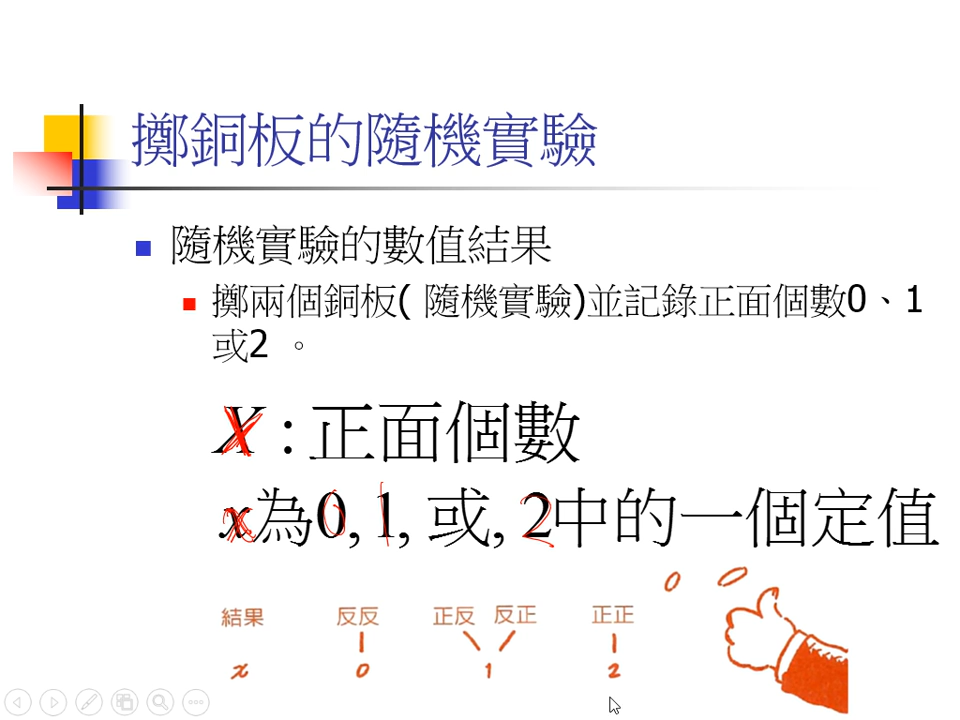 擲銅板的隨機實驗
隨機實驗的數值結果
擲兩個銅板( 隨機實驗)並記錄正面個數0、1
或2 。
X : 正面個數
x為0, 1, 或, 2中的一個定值
結果 反反 正反 反正 正正
x 0 1 2